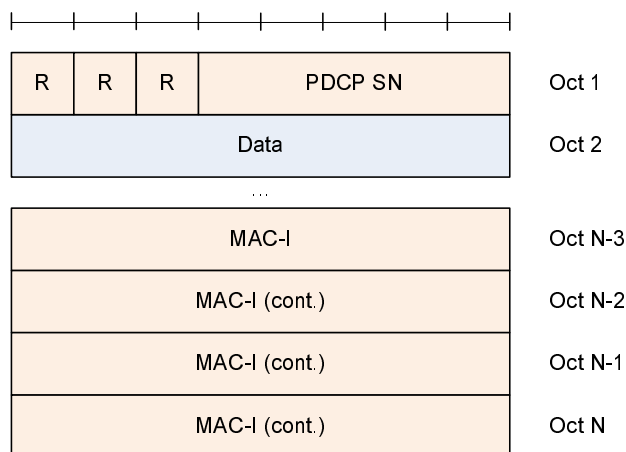 R R R PDCP SN Oct 1
Data Oct 2
...
MAC-I Oct N-3
MAC-I (cont.) Oct N-2
MAC-I (cont.) Oct N-1
MAC-I (cont.) Oct N